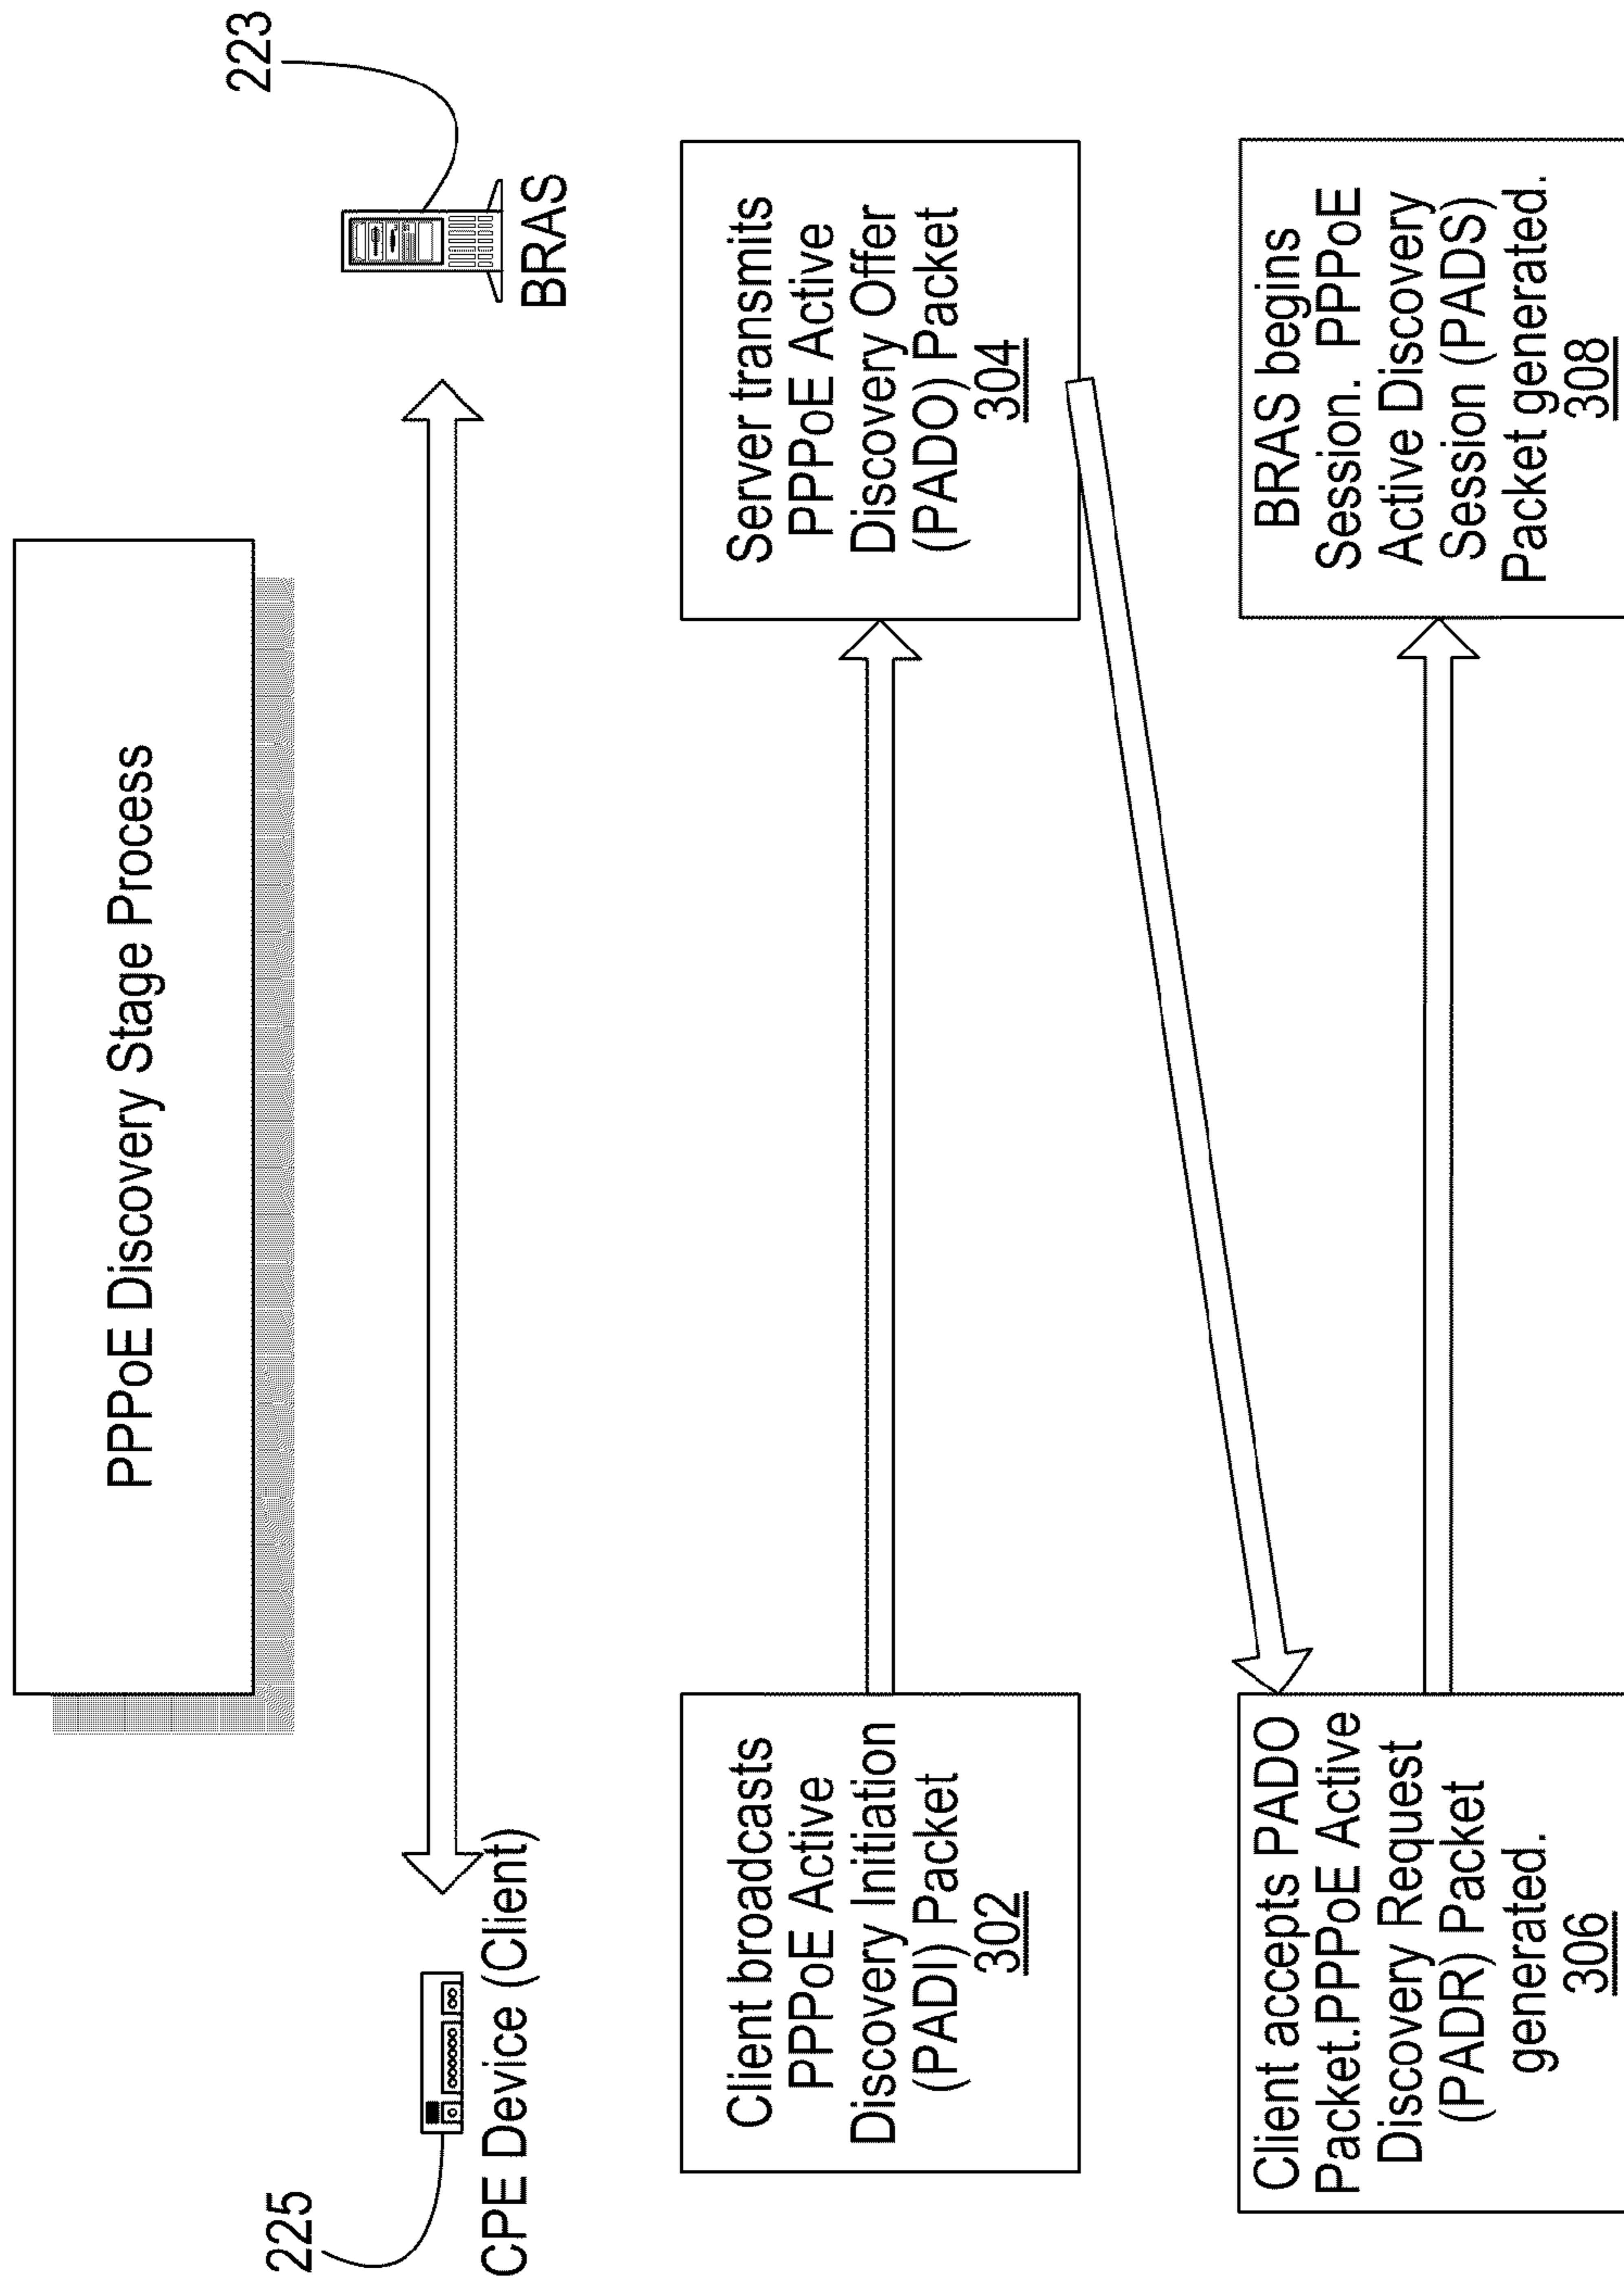 PPPoE Discovery Stage Process
225
223
CPE Device (Client)
BRAS
Client broadcasts
PPPoE Active
Discovery Initiation
(PADI) Packet
302
Server transmits
PPPoE Active
Discovery Offer
(PADO) Packet
304
Client accepts PADO
Packet.PPPoE Active
Discovery Request
(PADR) Packet
generated.
306
BRAS begins
Session. PPPoE
Active Discovery
Session (PADS)
Packet generated.
308